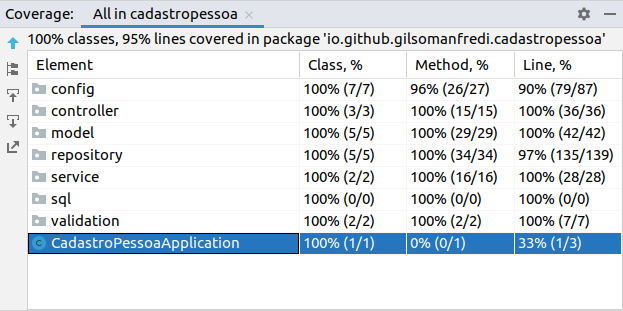 Coverage: All in cadastropessoa
100% classes, 95% lines covered in package 'io.github.gilsomanfredi.cadastropessoa'
Element Class, % Method, % Line, %
config 100% (7/7) 96% (26/27) 90% (79/87)
controller 100% (3/3) 100% (15/15) 100% (36/36)
model 100% (5/5) 100% (29/29) 100% (42/42)
repository 100% (5/5) 100% (34/34) 97% (135/139)
service 100% (2/2) 100% (16/16) 100% (28/28)
sql 100% (0/0) 100% (0/0) 100% (0/0)
validation 100% (2/2) 100% (2/2) 100% (7/7)
C CadastroPessoaApplication 100% (1/1) 0% (0/1) 33% (1/3)